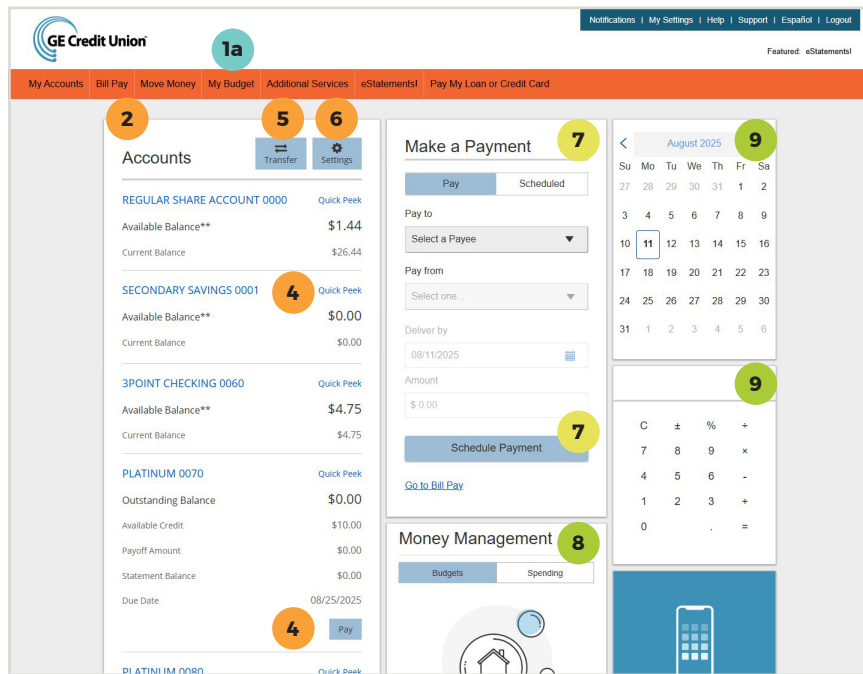 Notifications | My Settings | Help | Support | Español | Logout
GE Credit Union
1a
Featured: eStatements!
My Accounts Bill Pay Move Money My Budget Additional Services eStatements! Pay My Loan or Credit Card
2
5
6
Accounts
Transfer
Settings
REGULAR SHARE ACCOUNT 0000 Quick Peek
Available Balance** $1.44
Current Balance $26.44
SECONDARY SAVINGS 0001 4 Quick Peek
Available Balance** $0.00
Current Balance $0.00
3POINT CHECKING 0060 Quick Peek
Available Balance** $4.75
Current Balance $4.75
PLATINUM 0070 Quick Peek
Outstanding Balance $0.00
Available Credit $10.00
Payoff Amount $0.00
Statement Balance $0.00
Due Date 08/25/2025
4 Pay
PLATINUM 0080 Quick Peek
Make a Payment 7
Pay Scheduled
Pay to
Select a Payee
Pay from
Select one...
Deliver by
08/11/2025
Amount
$ 0.00
7
Schedule Payment
Go to Bill Pay
Money Management 8
Budgets Spending
August 2025 9
Su Mo Tu We Th Fr Sa
27 28 29 30 31 1 2
3 4 5 6 7 8 9
10 11 12 13 14 15 16
17 18 19 20 21 22 23
24 25 26 27 28 29 30
31 1 2 3 4 5 6
9
C ± % ÷
7 8 9 ×
4 5 6 -
1 2 3 +
0 . =